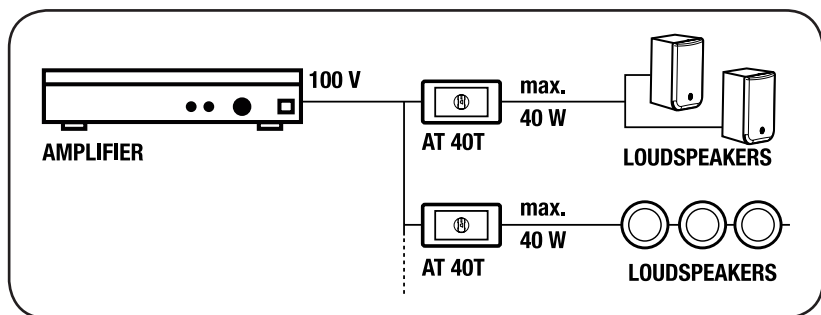 100 V
max.
40 W
AT 40T
AMPLIFIER
LOUDSPEAKERS
max.
40 W
AT 40T
LOUDSPEAKERS